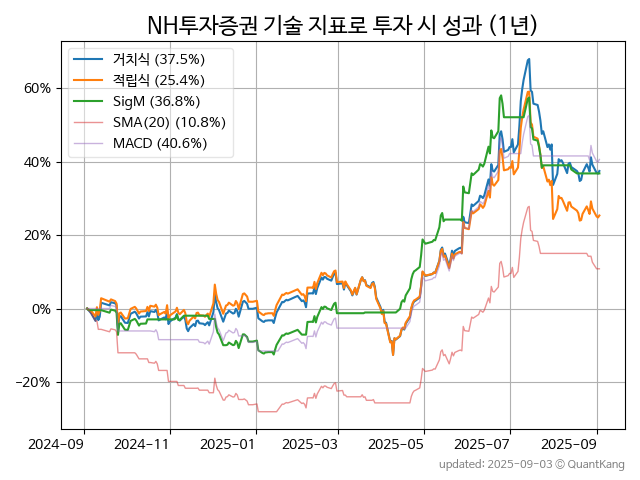 NH투자증권 기술 지표로 투자 시 성과 (1년)
거치식 (37.5%)
적립식 (25.4%)
SigM (36.8%)
SMA(20) (10.8%)
MACD (40.6%)
60%
40%
20%
0%
−20%
2024-09 2024-11 2025-01 2025-03 2025-05 2025-07 2025-09
updated: 2025-09-03 © QuantKang